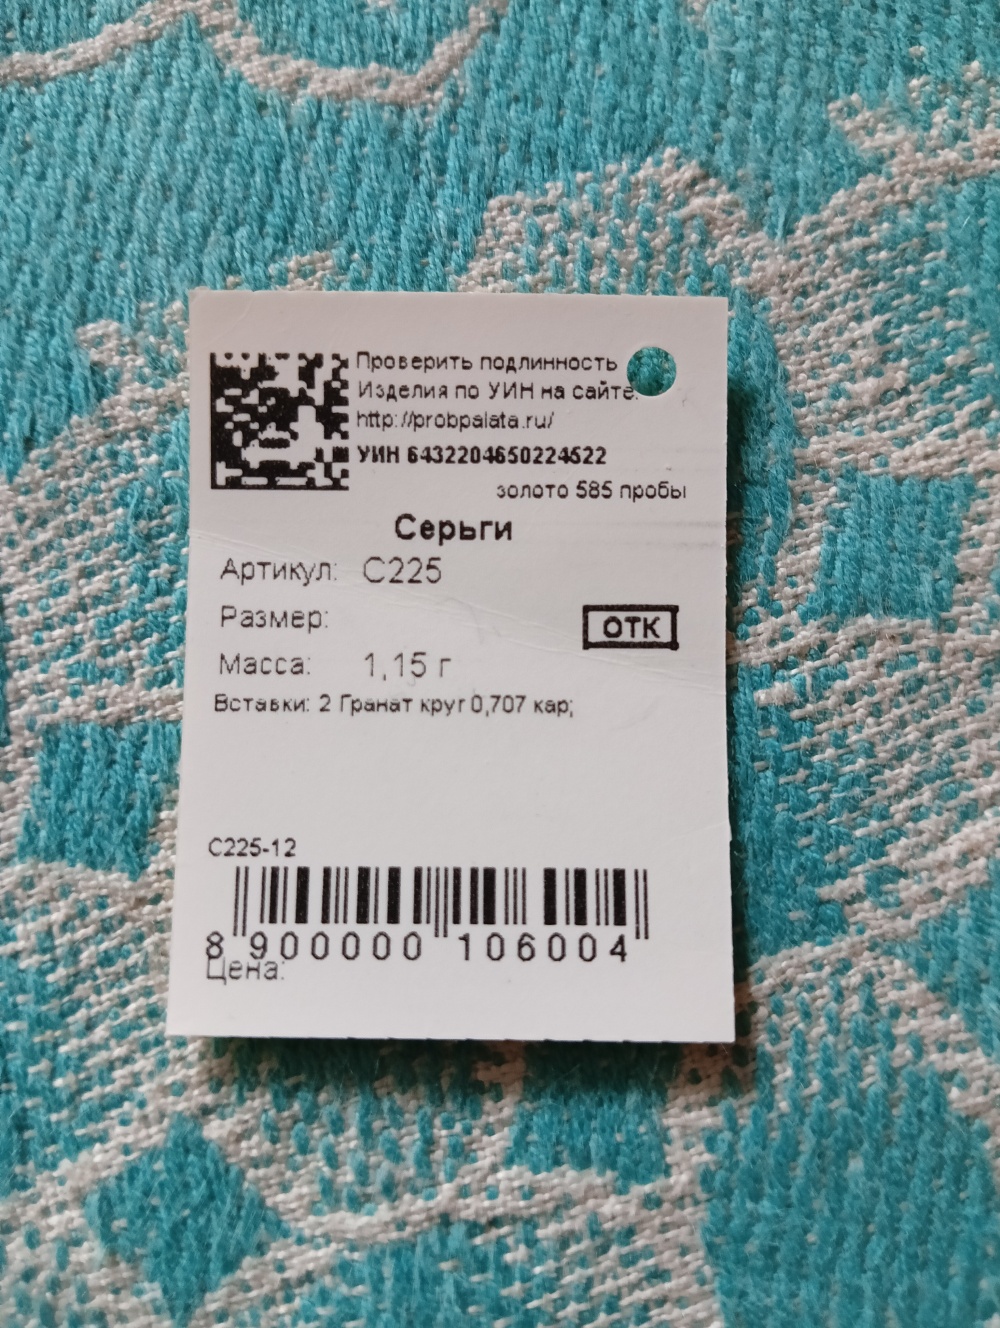 Проверить подлинность
Изделия по УИН на сайте:
http://probpalata.ru/
УИН 6432204650224522
золото 585 пробы
Серьги
Артикул: С225
Размер:
ОТК
Масса: 1,15 г
Вставки: 2 Гранат круг 0,707 кар;
С225-12
8 900000 106004
Цена: